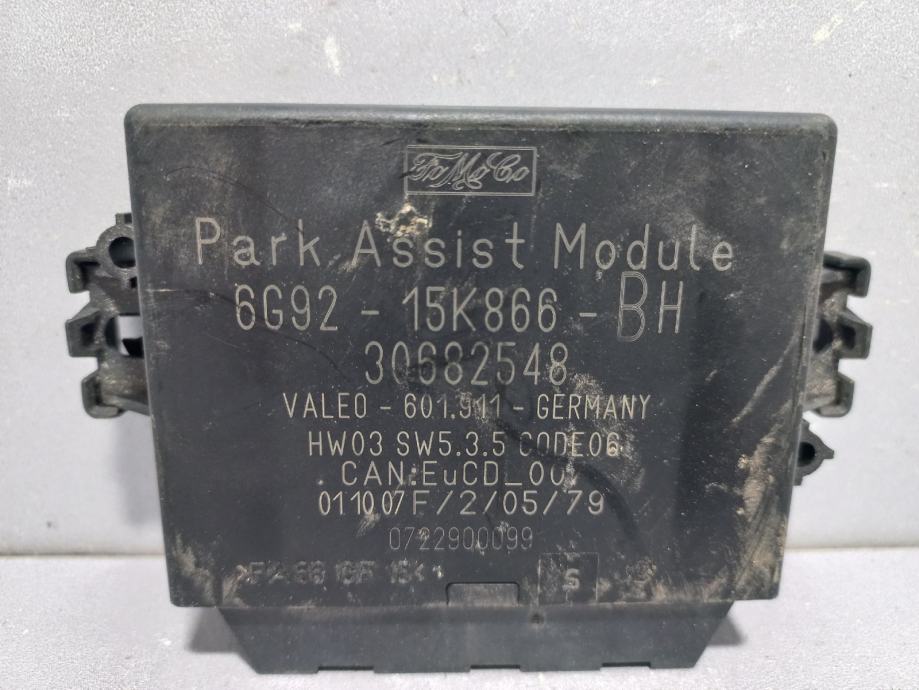 FoMoCo
Park Assist Module
6G92 - 15K866 - BH
30682548
VALEO - 601.911 - GERMANY
HW03 SW5.3.5 CODE06
CAN:EuCD_00
011007F/2/05/79
0722900099
S